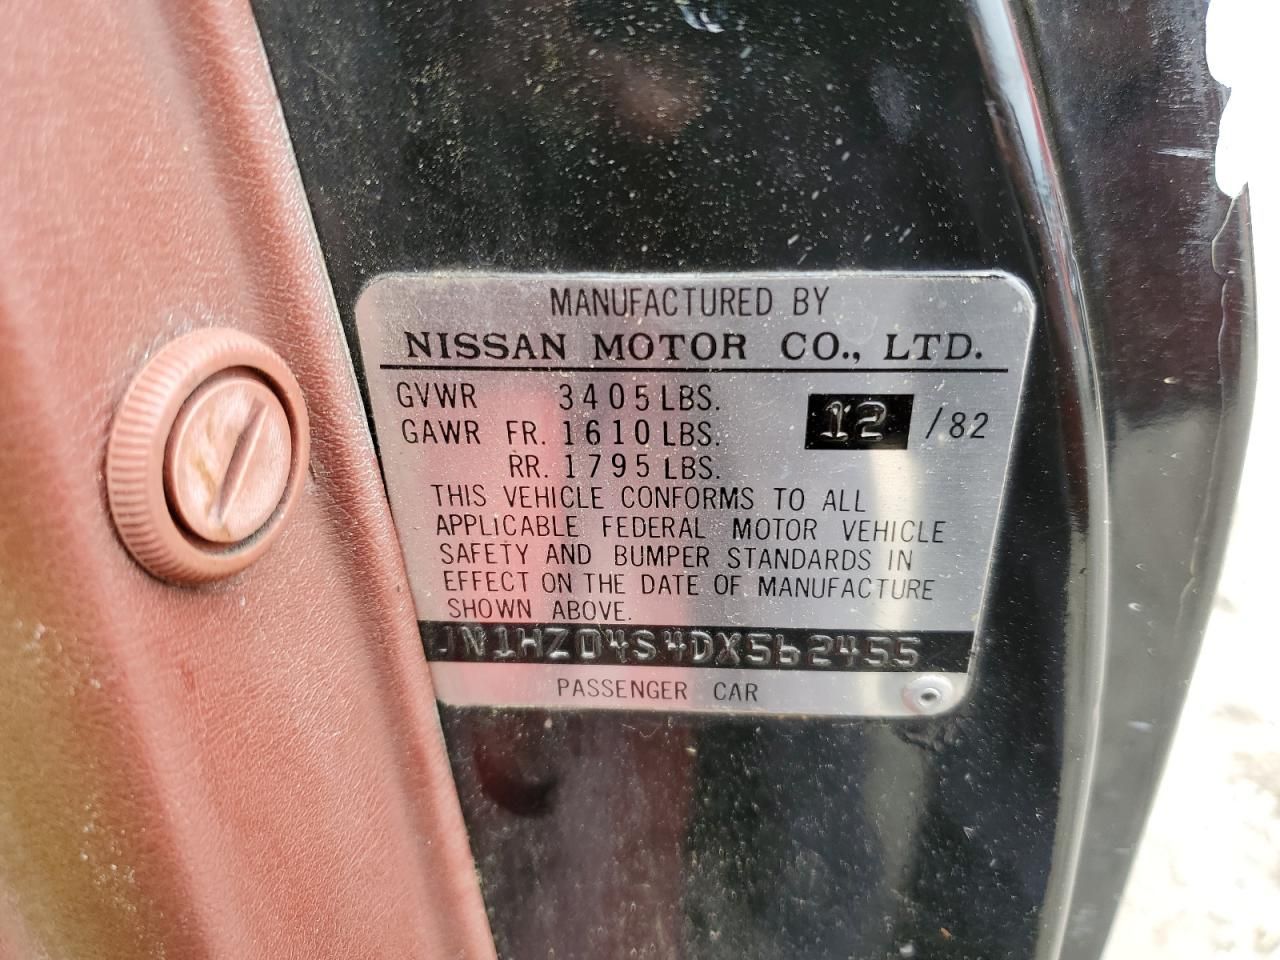 MANUFACTURED BY
NISSAN MOTOR CO., LTD.
GVWR 3405 LBS.
12 /82
GAWR FR. 1610 LBS.
RR. 1795 LBS.
THIS VEHICLE CONFORMS TO ALL
APPLICABLE FEDERAL MOTOR VEHICLE
SAFETY AND BUMPER STANDARDS IN
EFFECT ON THE DATE OF MANUFACTURE
SHOWN ABOVE.
JN1HZ04S4DX562455
PASSENGER CAR